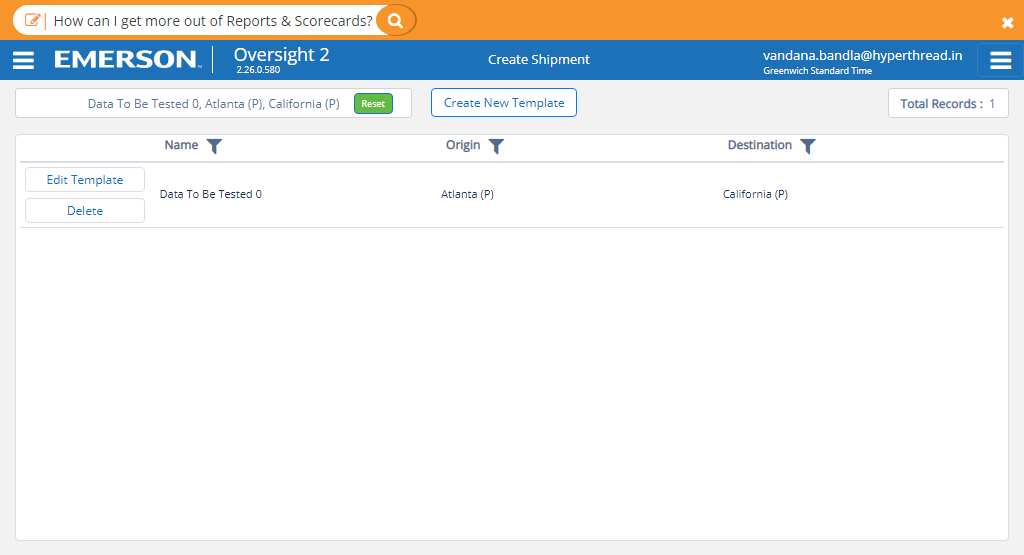 How can I get more out of Reports & Scorecards?
EMERSON™ Oversight 2 Create Shipment vandana.bandla@hyperthread.in
2.26.0.580 Greenwich Standard Time
Data To Be Tested 0, Atlanta (P), California (P) Reset Create New Template Total Records : 1
Name Origin Destination
Edit Template
Data To Be Tested 0 Atlanta (P) California (P)
Delete